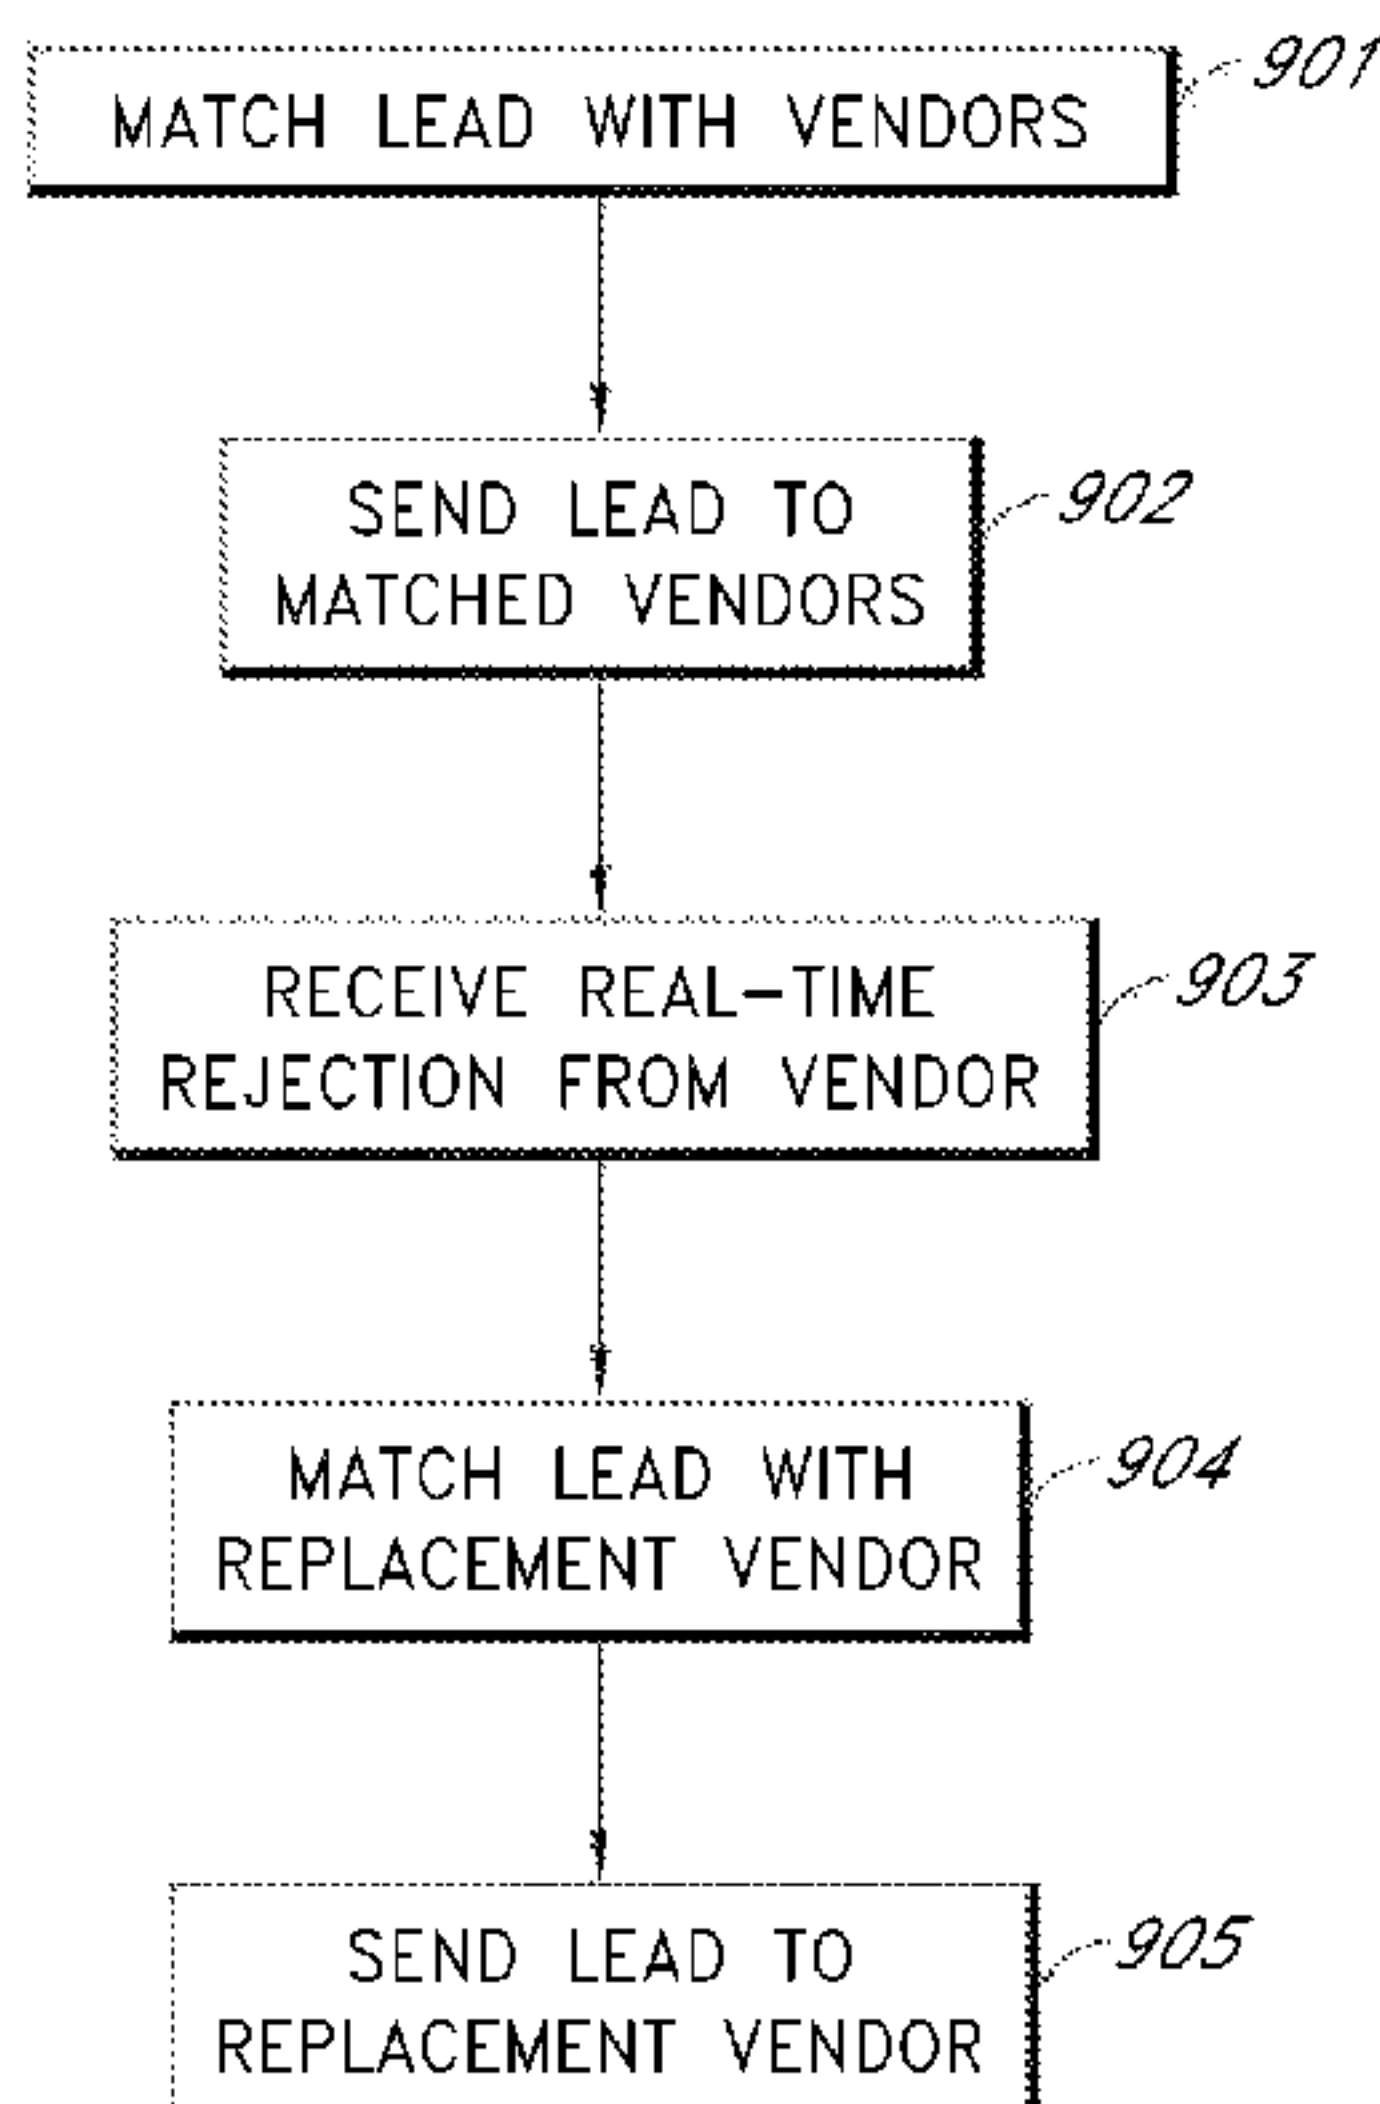 MATCH LEAD WITH VENDORS
901
SEND LEAD TO
MATCHED VENDORS
902
RECEIVE REAL-TIME
REJECTION FROM VENDOR
903
MATCH LEAD WITH
REPLACEMENT VENDOR
904
SEND LEAD TO
REPLACEMENT VENDOR
905